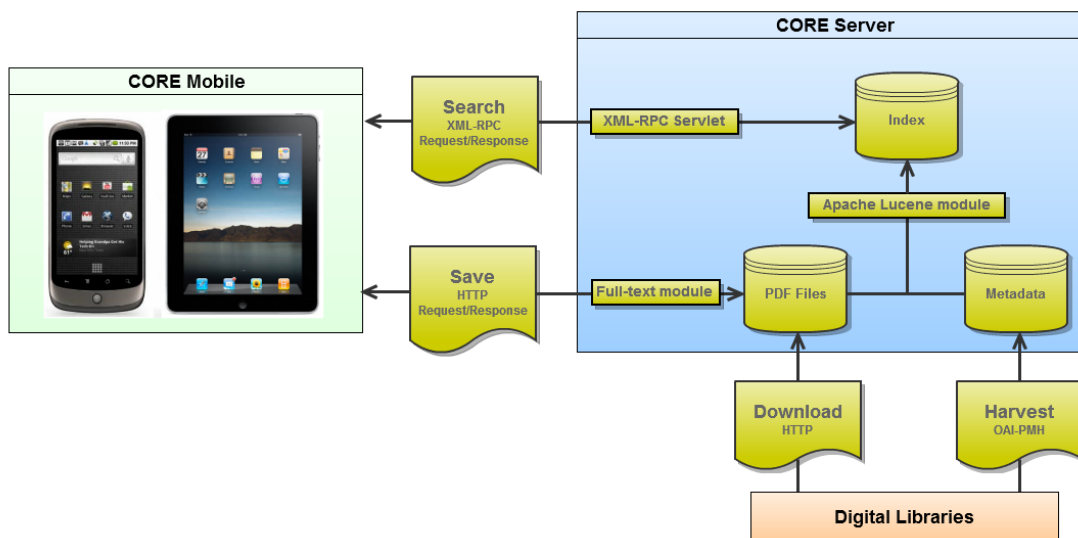 CORE Server
CORE Mobile
Search
XML-RPC
Request/Response
XML-RPC Servlet
Index
Apache Lucene module
Save
HTTP
Request/Response
Full-text module
PDF Files
Metadata
Download
HTTP
Harvest
OAI-PMH
Digital Libraries